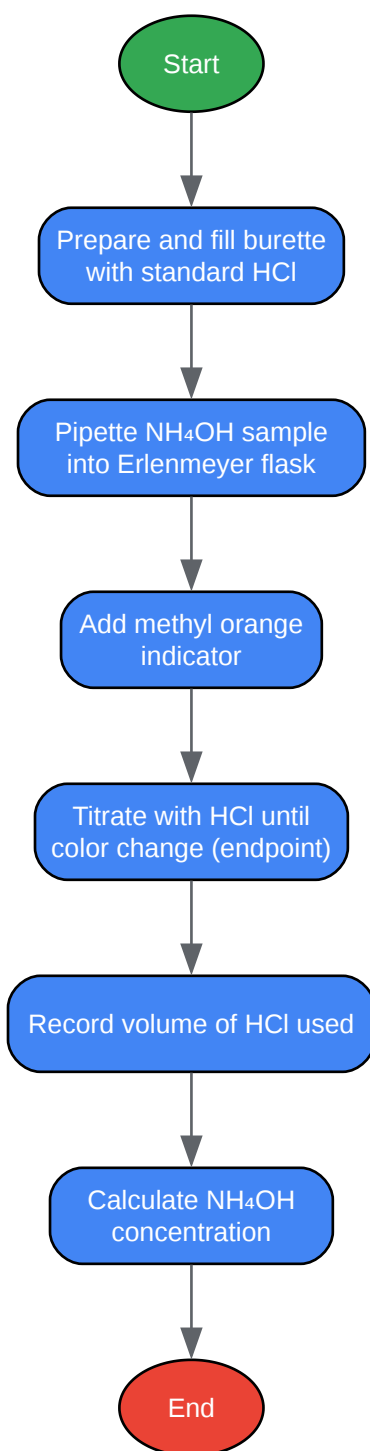 Start
Prepare and fill burette
with standard HCl
Pipette NH₄OH sample
into Erlenmeyer flask
Add methyl orange
indicator
Titrate with HCl until
color change (endpoint)
Record volume of HCl used
Calculate NH₄OH
concentration
End